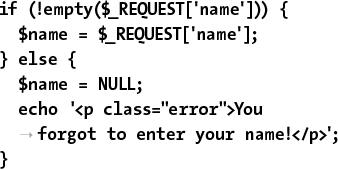 if (!empty($_REQUEST['name'])) {
$name = $_REQUEST['name'];
} else {
$name = NULL;
echo '<p class="error">You
→ forgot to enter your name!</p>';
}